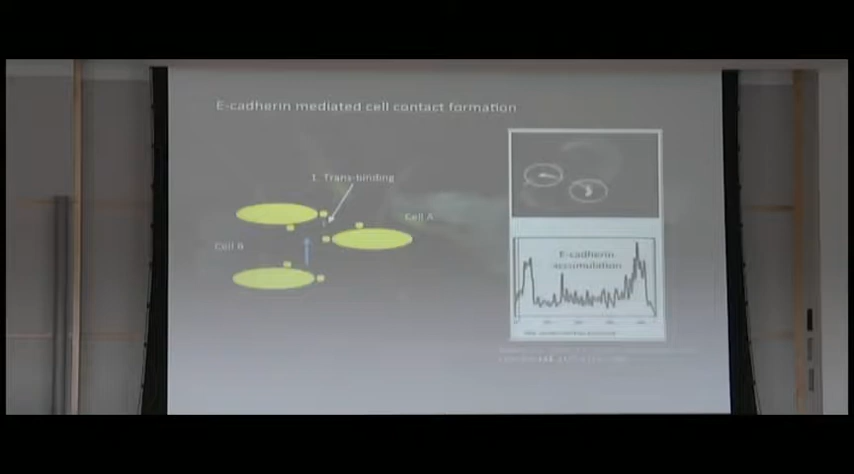 E-cadherin mediated cell contact formation
1. Trans-binding
Cell A
Cell B
E-cadherin
accumulation